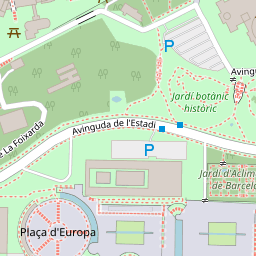 P
Avingu
Jardí botànic
històric
Avinguda de l'Estadi
e La Foixarda
P
Jardí d'Aclim
de Barcel
Plaça d'Europa